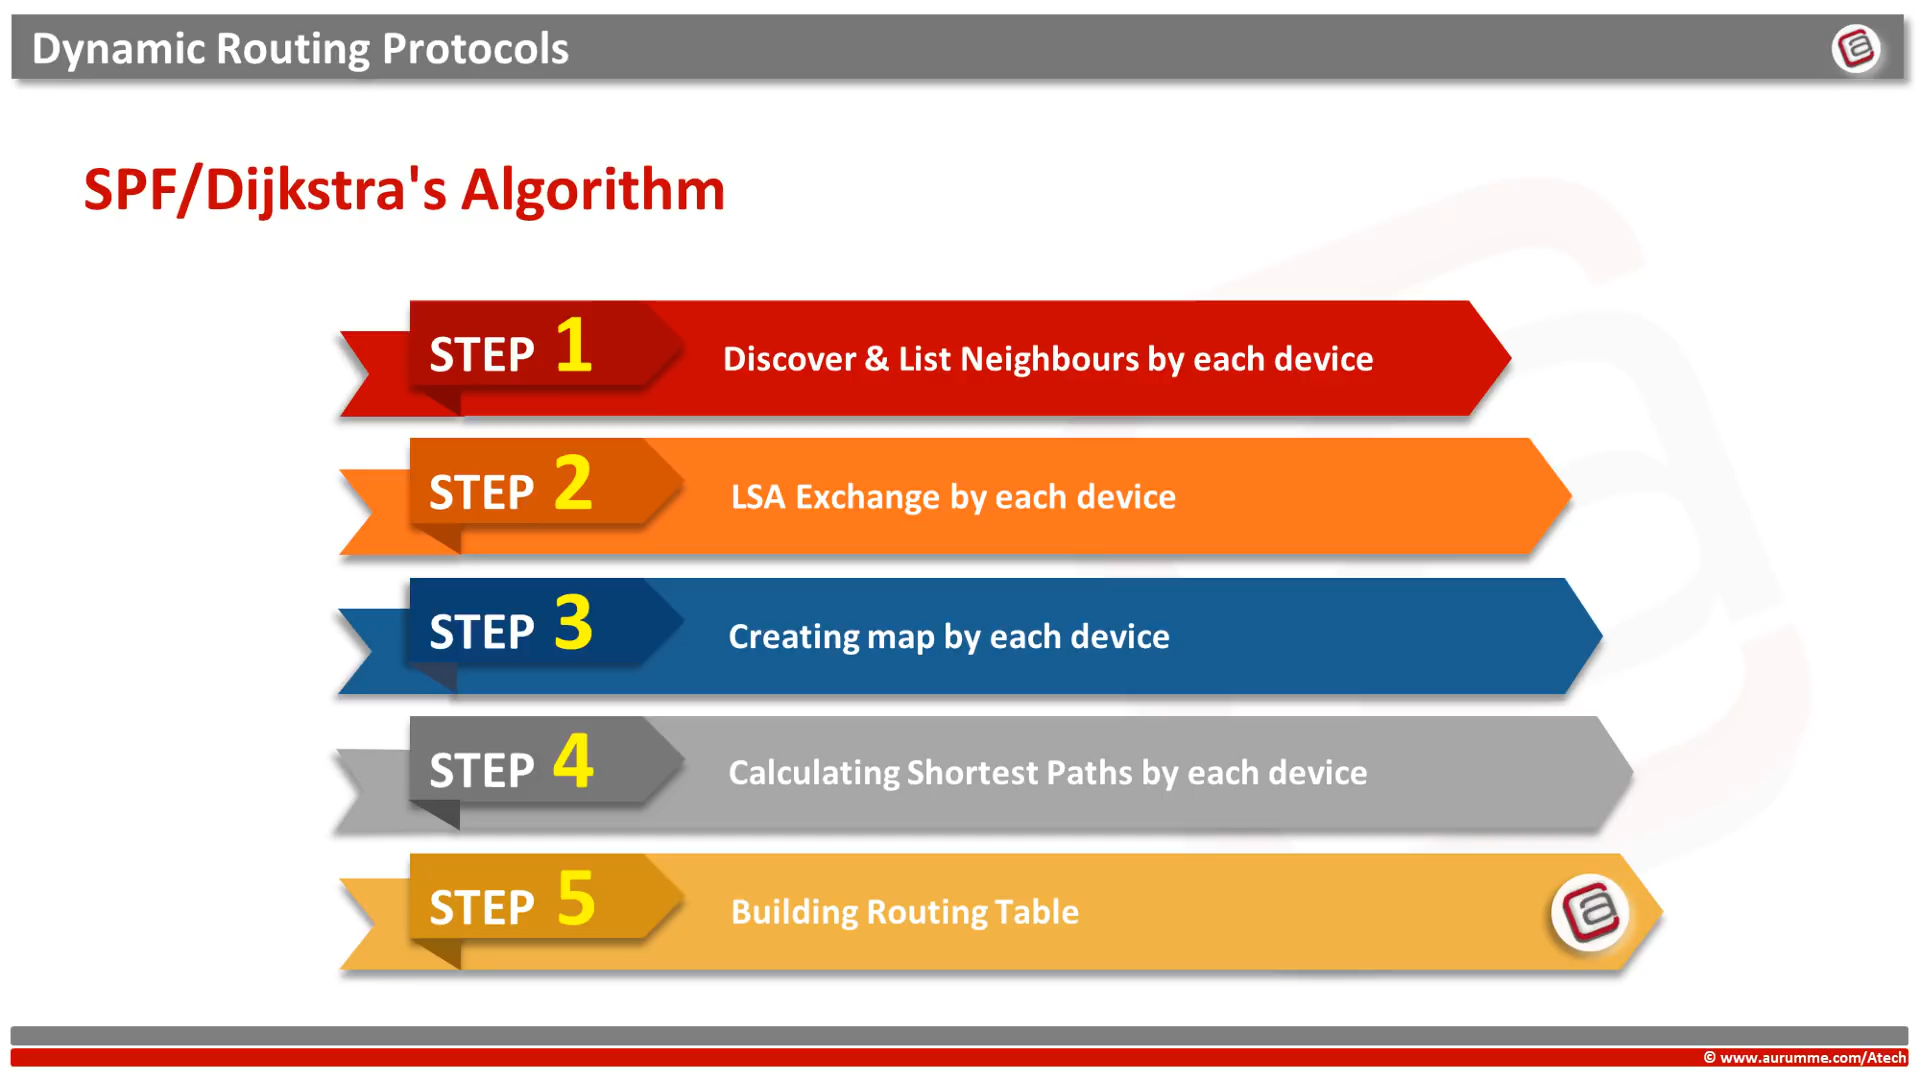 Dynamic Routing Protocols
SPF/Dijkstra's Algorithm
STEP 1
Discover & List Neighbours by each device
STEP 2
LSA Exchange by each device
STEP 3
Creating map by each device
STEP 4
Calculating Shortest Paths by each device
STEP 5
Building Routing Table
© www.aurumme.com/Atech